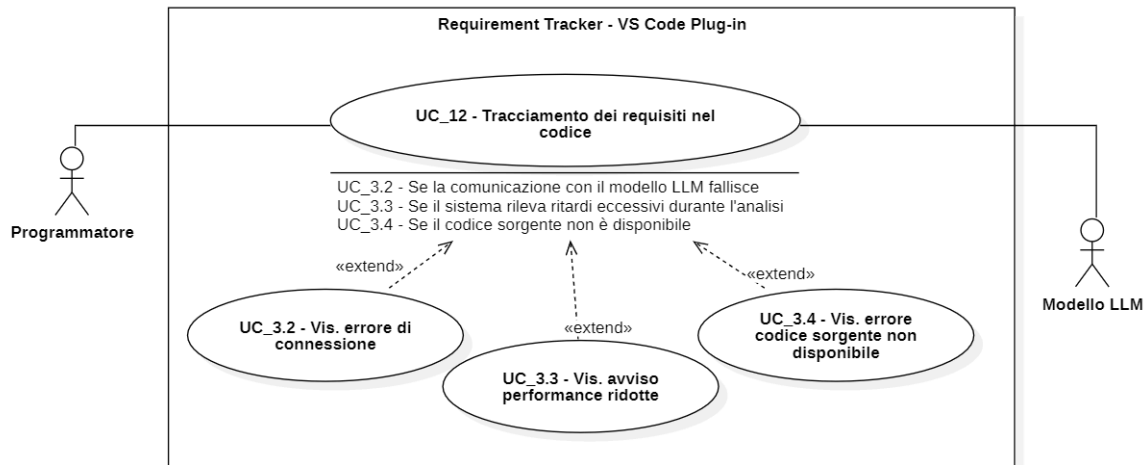 Requirement Tracker - VS Code Plug-in
UC_12 - Tracciamento dei requisiti nel
codice
UC_3.2 - Se la comunicazione con il modello LLM fallisce
UC_3.3 - Se il sistema rileva ritardi eccessivi durante l'analisi
UC_3.4 - Se il codice sorgente non è disponibile
Programmatore
Modello LLM
«extend»
«extend»
«extend»
UC_3.2 - Vis. errore di
connessione
UC_3.3 - Vis. avviso
performance ridotte
UC_3.4 - Vis. errore
codice sorgente non
disponibile